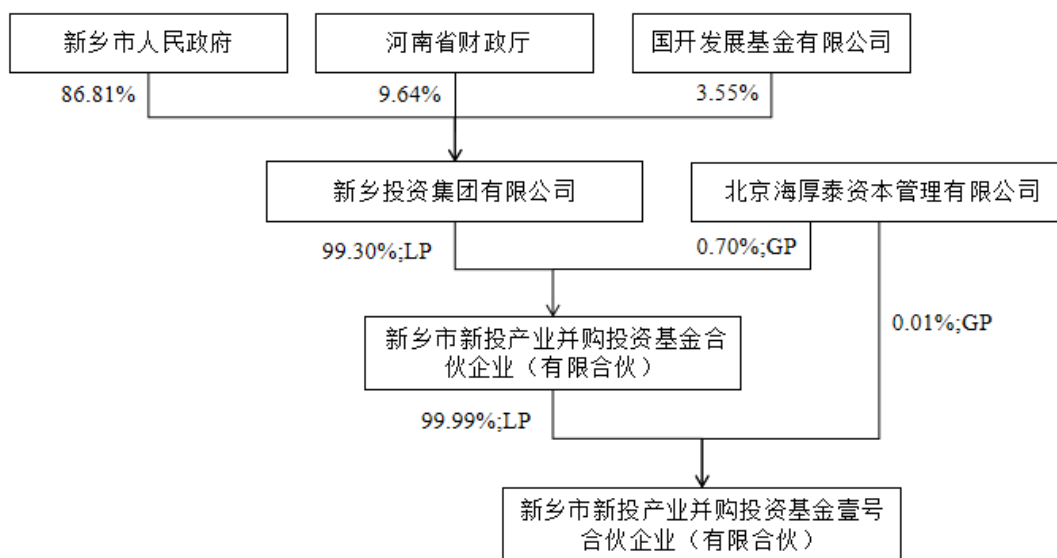 新乡市人民政府
河南省财政厅
国开发展基金有限公司
86.81%
9.64%
3.55%
新乡投资集团有限公司
北京海厚泰资本管理有限公司
99.30%;LP
0.70%;GP
0.01%;GP
新乡市新投产业并购投资基金合
伙企业（有限合伙）
99.99%;LP
新乡市新投产业并购投资基金壹号
合伙企业（有限合伙）